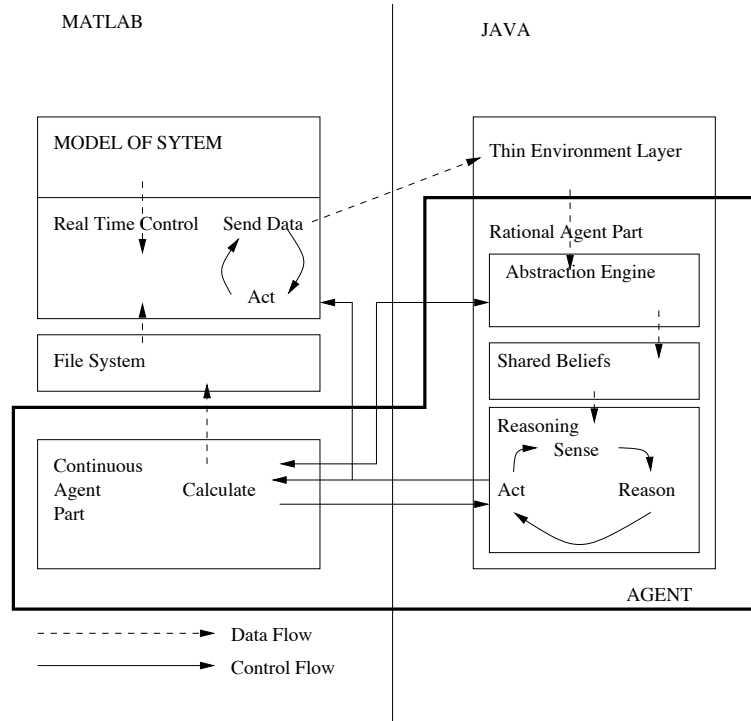 MATLAB
JAVA
MODEL OF SYTEM
Thin Environment Layer
Real Time Control
Send Data
Act
Rational Agent Part
Abstraction Engine
File System
Shared Beliefs
Continuous
Agent
Part
Calculate
Reasoning
Sense
Act
Reason
AGENT
Data Flow
Control Flow